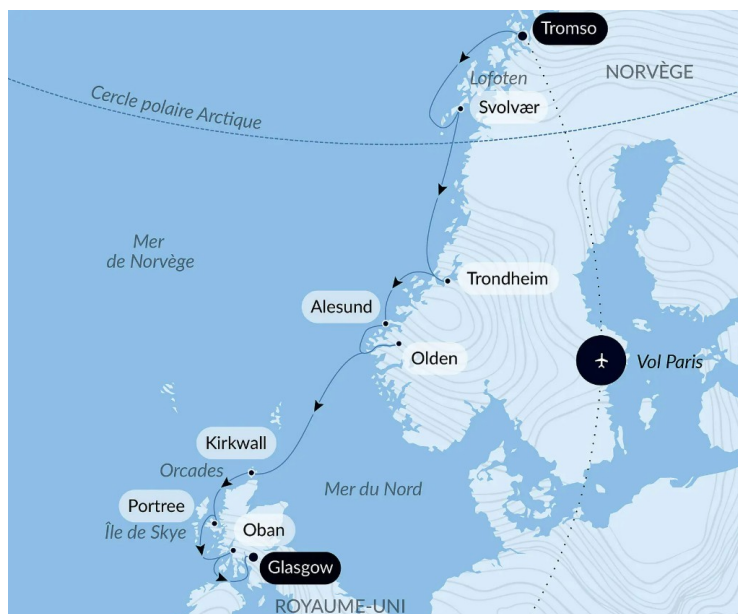 Tromso
NORVÈGE
Lofoten
Svolvær
Cercle polaire Arctique
Mer
de Norvège
Trondheim
Alesund
Olden
Vol Paris
Kirkwall
Orcades
Mer du Nord
Portree
Île de Skye
Oban
Glasgow
ROYAUME-UNI